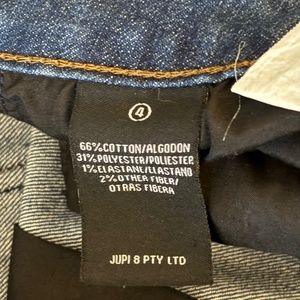 4
66%COTTON/ALGODON
31%POLYESTER/POLIESTER
1%ELASTANE/ELASTANO
2%OTHER FIBER/
OTRAS FIBERA
JUPI 8 PTY LTD